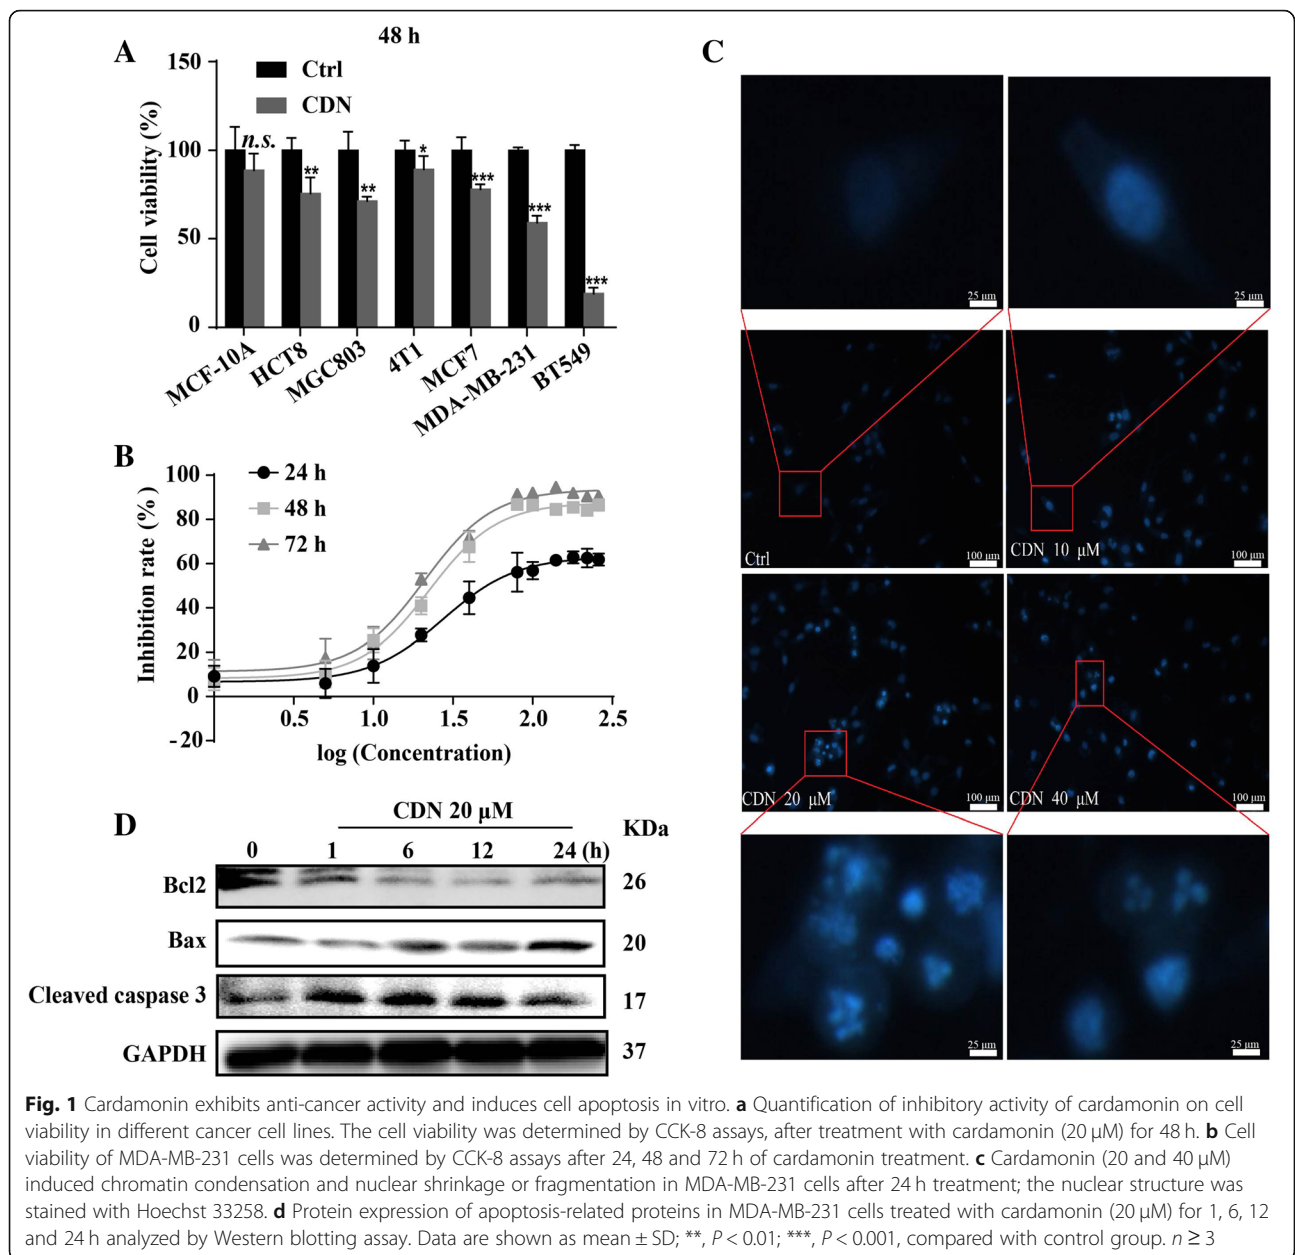 A
48 h
Cell viability (%)
150
100
50
0
Ctrl
CDN
n.s.
**
**
*
***
***
***
MCF-10A
HCT8
MGC803
4T1
MCF7
MDA-MB-231
BT549
B
Inhibition rate (%)
100
80
60
40
20
0
-20
24 h
48 h
72 h
0.5 1.0 1.5 2.0 2.5
log (Concentration)
C
25 μm
25 μm
Ctrl
100 μm
CDN 10 μM
100 μm
CDN 20 μM
100 μm
CDN 40 μM
100 μm
25 μm
25 μm
D
CDN 20 μM
KDa
0 1 6 12 24 (h)
Bcl2 26
Bax 20
Cleaved caspase 3 17
GAPDH 37
Fig. 1 Cardamonin exhibits anti-cancer activity and induces cell apoptosis in vitro. a Quantification of inhibitory activity of cardamonin on cell
viability in different cancer cell lines. The cell viability was determined by CCK-8 assays, after treatment with cardamonin (20 μM) for 48 h. b Cell
viability of MDA-MB-231 cells was determined by CCK-8 assays after 24, 48 and 72 h of cardamonin treatment. c Cardamonin (20 and 40 μM)
induced chromatin condensation and nuclear shrinkage or fragmentation in MDA-MB-231 cells after 24 h treatment; the nuclear structure was
stained with Hoechst 33258. d Protein expression of apoptosis-related proteins in MDA-MB-231 cells treated with cardamonin (20 μM) for 1, 6, 12
and 24 h analyzed by Western blotting assay. Data are shown as mean ± SD; **, P < 0.01; ***, P < 0.001, compared with control group. n ≥ 3